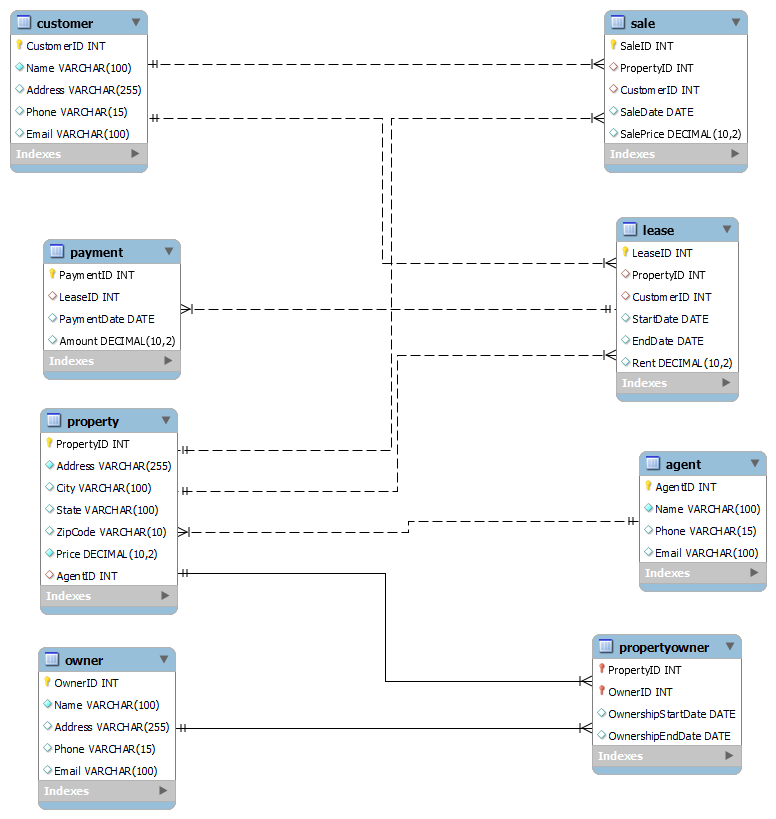 customer
CustomerID INT
Name VARCHAR(100)
Address VARCHAR(255)
Phone VARCHAR(15)
Email VARCHAR(100)
Indexes
sale
SaleID INT
PropertyID INT
CustomerID INT
SaleDate DATE
SalePrice DECIMAL(10,2)
Indexes
payment
PaymentID INT
LeaseID INT
PaymentDate DATE
Amount DECIMAL(10,2)
Indexes
lease
LeaseID INT
PropertyID INT
CustomerID INT
StartDate DATE
EndDate DATE
Rent DECIMAL(10,2)
Indexes
property
PropertyID INT
Address VARCHAR(255)
City VARCHAR(100)
State VARCHAR(100)
ZipCode VARCHAR(10)
Price DECIMAL(10,2)
AgentID INT
Indexes
agent
AgentID INT
Name VARCHAR(100)
Phone VARCHAR(15)
Email VARCHAR(100)
Indexes
owner
OwnerID INT
Name VARCHAR(100)
Address VARCHAR(255)
Phone VARCHAR(15)
Email VARCHAR(100)
Indexes
propertyowner
PropertyID INT
OwnerID INT
OwnershipStartDate DATE
OwnershipEndDate DATE
Indexes